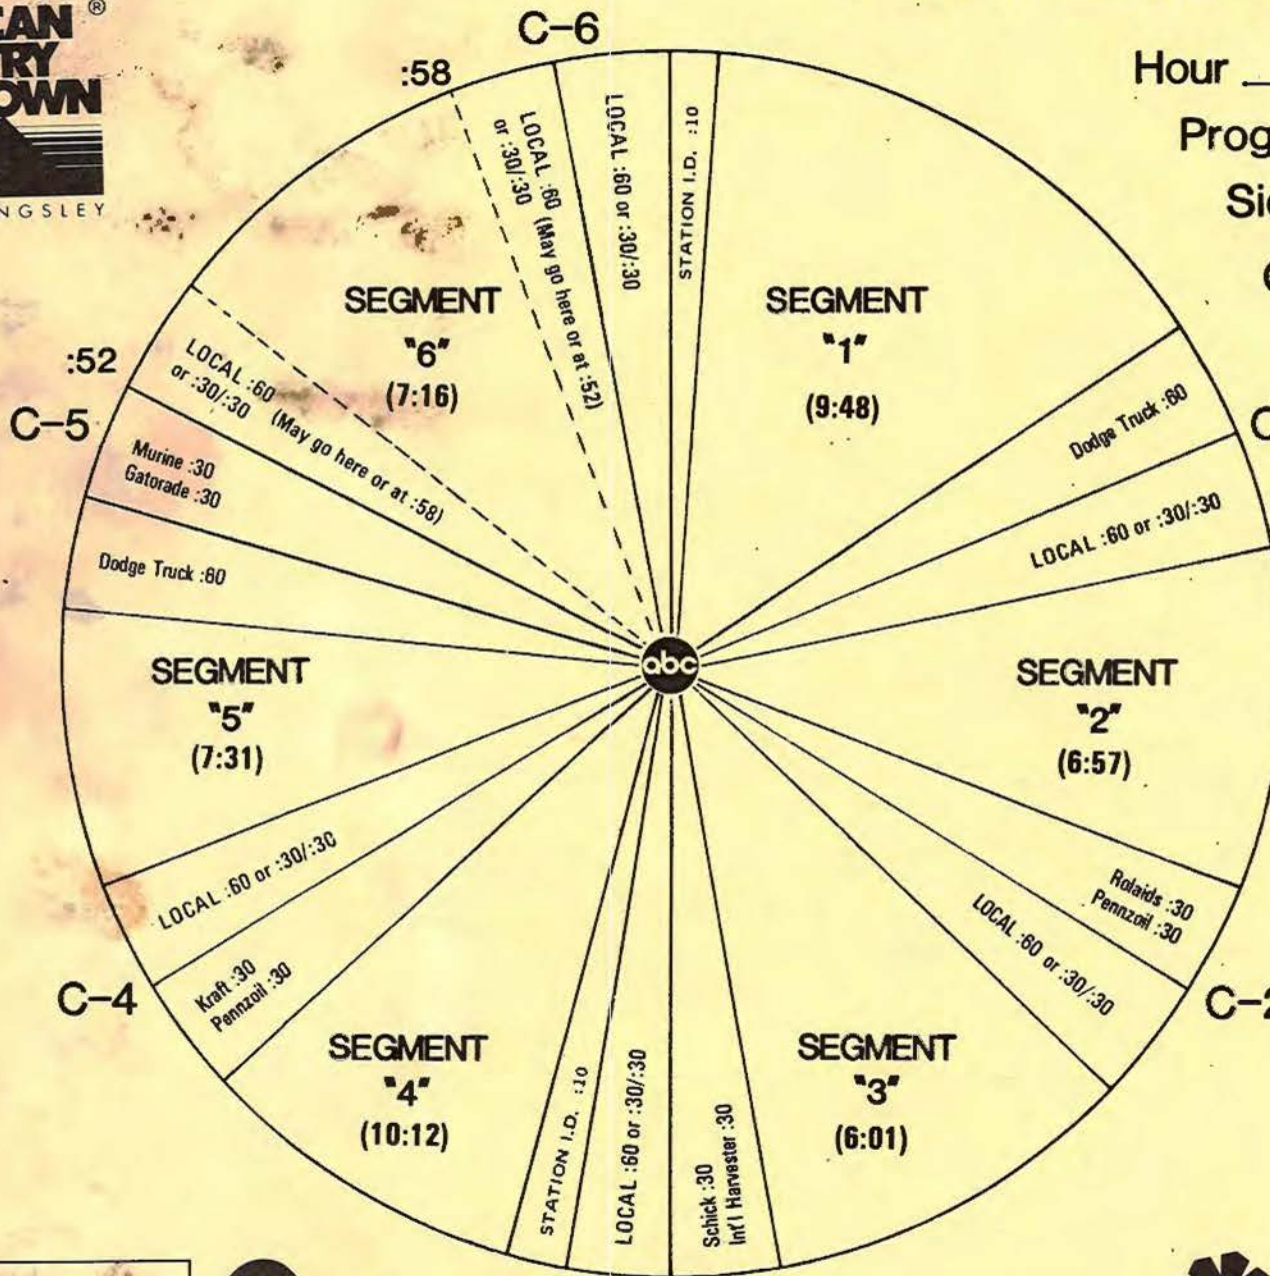 CAN ®
RY
OWN
NGSLEY
C-6
:58
Hour
Prog
LOCAL :60 (May go here or at :52)
or :30/:30
LOCAL :60 or :30/:30
STATION I.D. :10
SEGMENT
"6"
(7:16)
SEGMENT
"1"
(9:48)
:52
C-5
LOCAL :60 (May go here or at :58)
or :30/:30
Murine :30
Gatorade :30
Dodge Truck :60
Dodge Truck :60
LOCAL :60 or :30/:30
abc
SEGMENT
"5"
(7:31)
SEGMENT
"2"
(6:57)
LOCAL :60 or :30/:30
Rolaids :30
Pennzoil :30
LOCAL :60 or :30/:30
C-4
Kraft :30
Pennzoil :30
C-2
SEGMENT
"4"
(10:12)
STATION I.D. :10
LOCAL :60 or :30/:30
Schick :30
Int'l Harvester :30
SEGMENT
"3"
(6:01)